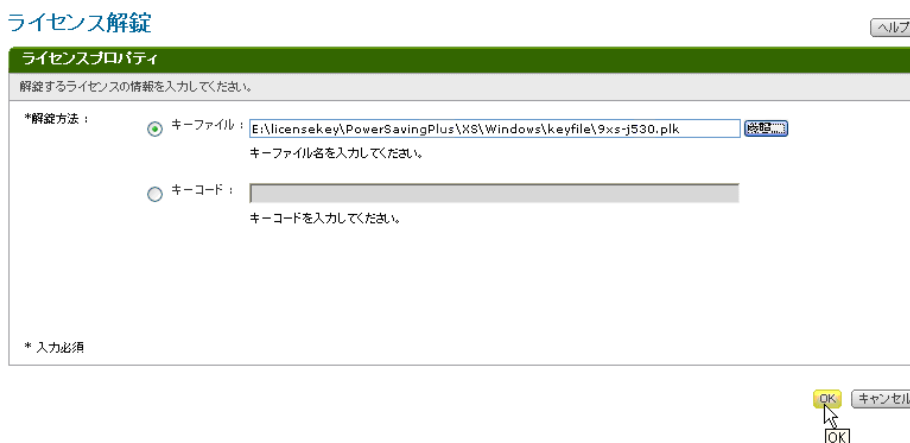 ライセンス解錠
ヘルプ
ライセンスプロパティ
解錠するライセンスの情報を入力してください。
*解錠方法：
キーファイル：
E:\licensekey\PowerSavingPlus\XS\Windows\keyfile\9xs-j530.plk
キーファイル名を入力してください。
キーコード：
キーコードを入力してください。
* 入力必須
OK
キャンセル
OK